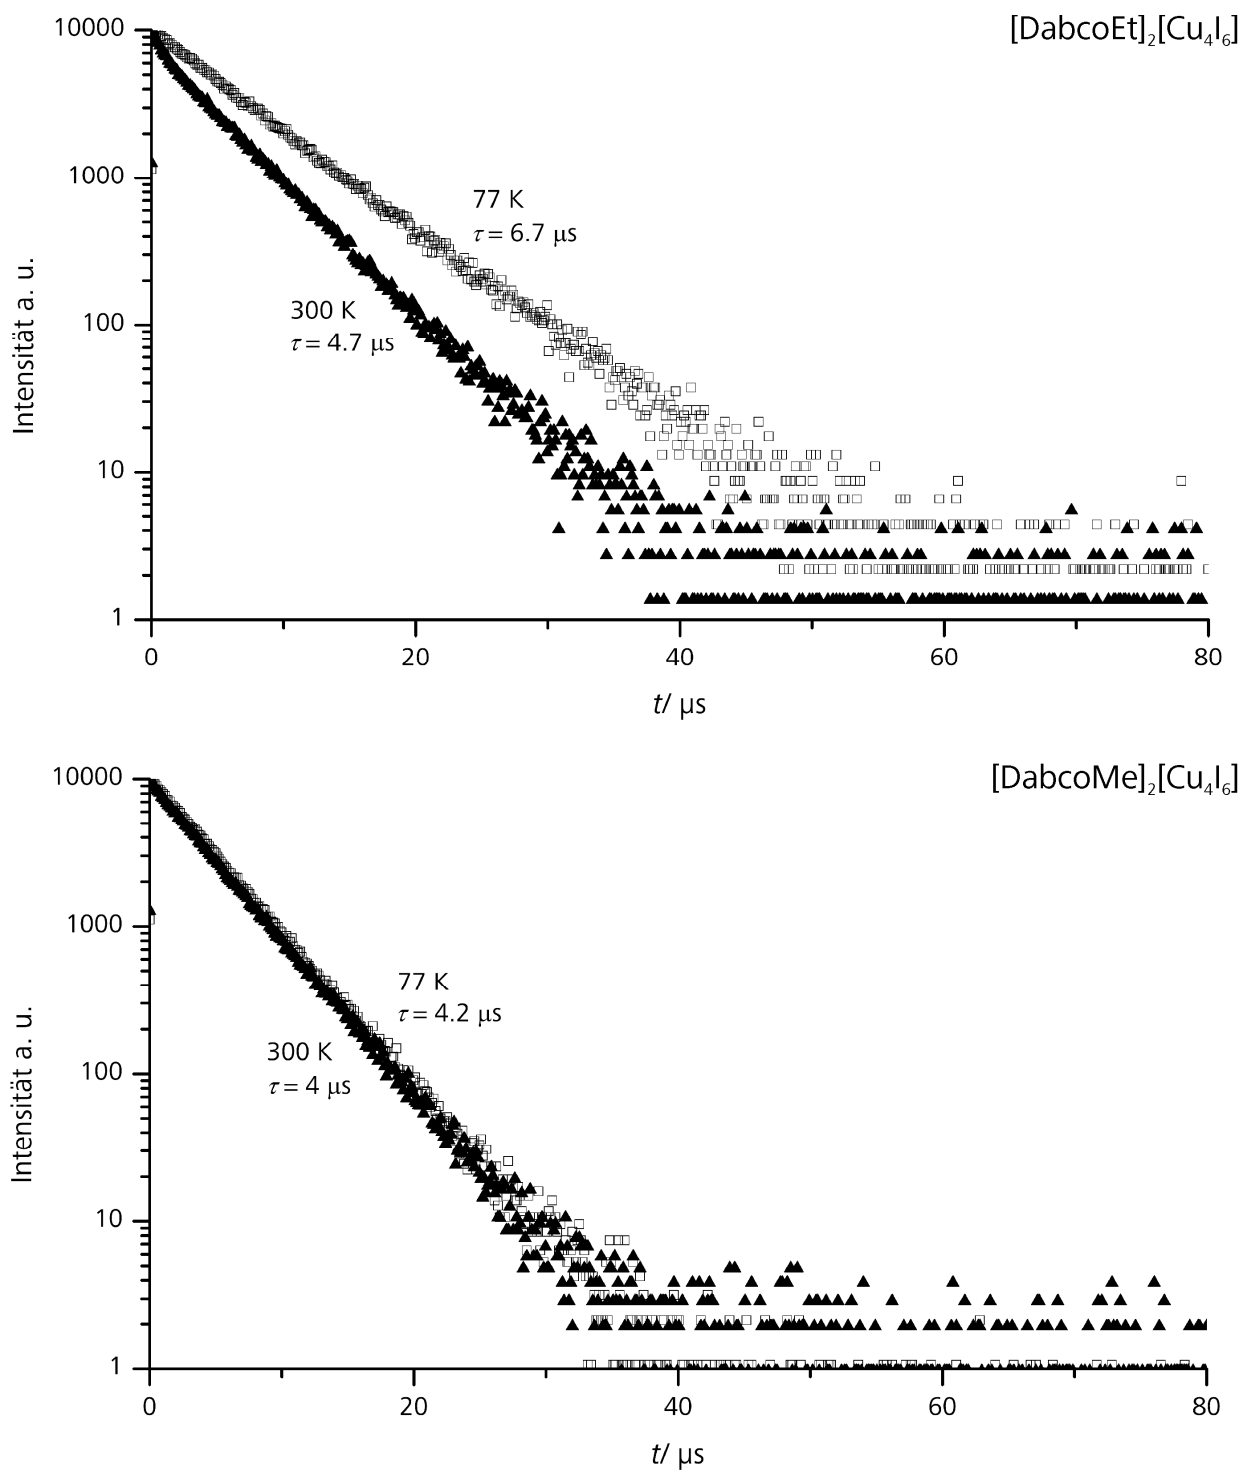 [DabcoEt]₂[Cu₄I₆]
10000
1000
100
10
1
Intensität a. u.
77 K
τ = 6.7 µs
300 K
τ = 4.7 µs
0 20 40 60 80
t/ µs
[DabcoMe]₂[Cu₄I₆]
10000
1000
100
10
1
Intensität a. u.
77 K
τ = 4.2 µs
300 K
τ = 4 µs
0 20 40 60 80
t/ µs